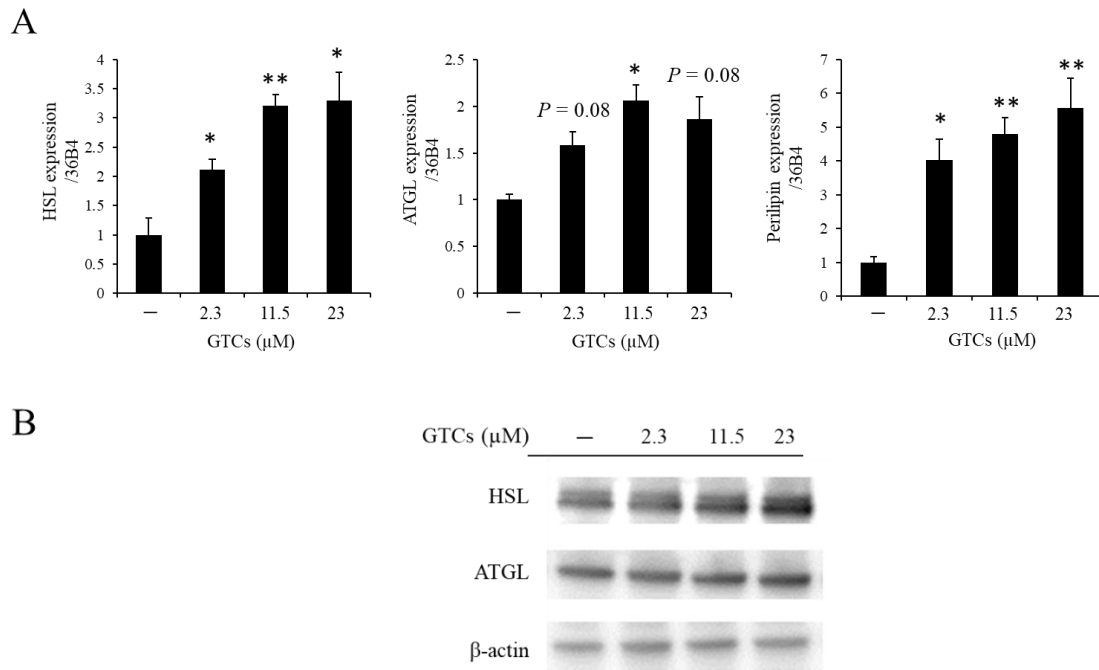 A
HSL expression
/36B4
4
3.5
3
2.5
2
1.5
1
0.5
0
*
**
*
—
2.3
11.5
23
GTCs (µM)
ATGL expression
/36B4
2.5
2
1.5
1
0.5
0
P = 0.08
*
P = 0.08
—
2.3
11.5
23
GTCs (µM)
Perilipin expression
/36B4
7
6
5
4
3
2
1
0
*
**
**
—
2.3
11.5
23
GTCs (µM)
B
GTCs (µM) — 2.3 11.5 23
HSL
ATGL
β-actin